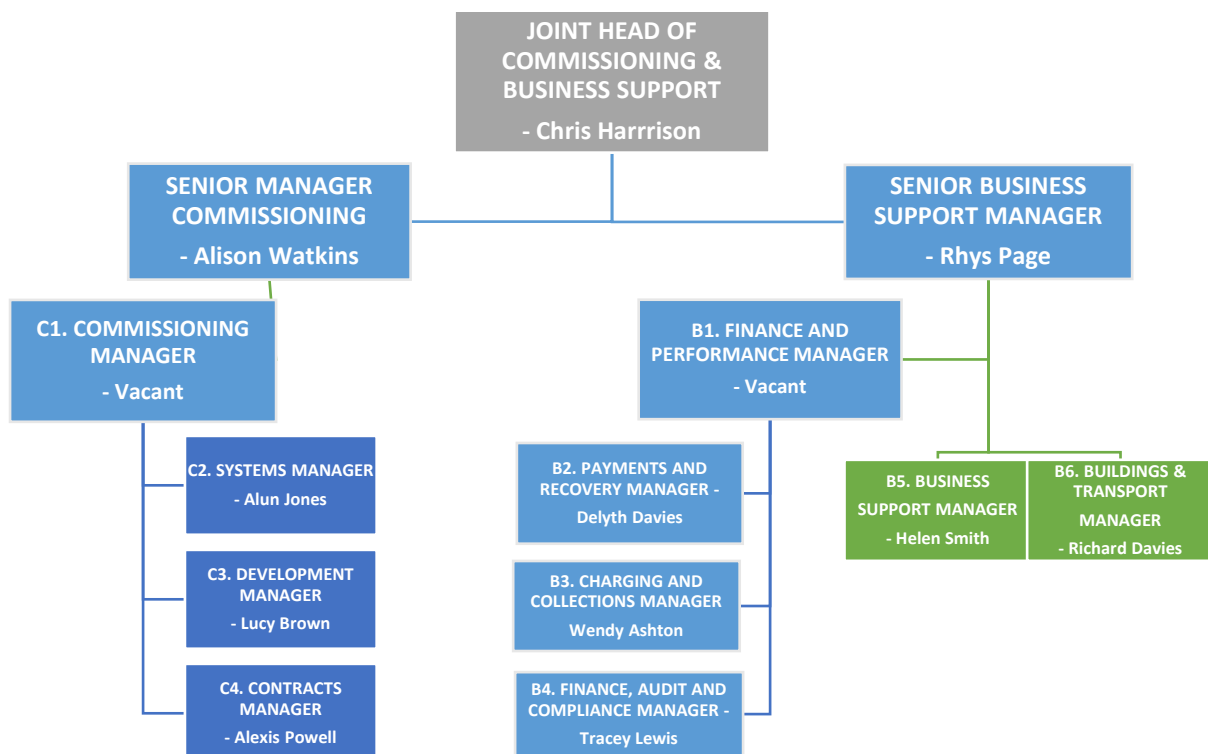 JOINT HEAD OF
COMMISSIONING &
BUSINESS SUPPORT
- Chris Harrrison
SENIOR MANAGER
COMMISSIONING
- Alison Watkins
SENIOR BUSINESS
SUPPORT MANAGER
- Rhys Page
C1. COMMISSIONING
MANAGER
- Vacant
B1. FINANCE AND
PERFORMANCE MANAGER
- Vacant
C2. SYSTEMS MANAGER
- Alun Jones
C3. DEVELOPMENT
MANAGER
- Lucy Brown
C4. CONTRACTS
MANAGER
- Alexis Powell
B2. PAYMENTS AND
RECOVERY MANAGER -
Delyth Davies
B3. CHARGING AND
COLLECTIONS MANAGER
Wendy Ashton
B4. FINANCE, AUDIT AND
COMPLIANCE MANAGER -
Tracey Lewis
B5. BUSINESS
SUPPORT MANAGER
- Helen Smith
B6. BUILDINGS &
TRANSPORT
MANAGER
- Richard Davies